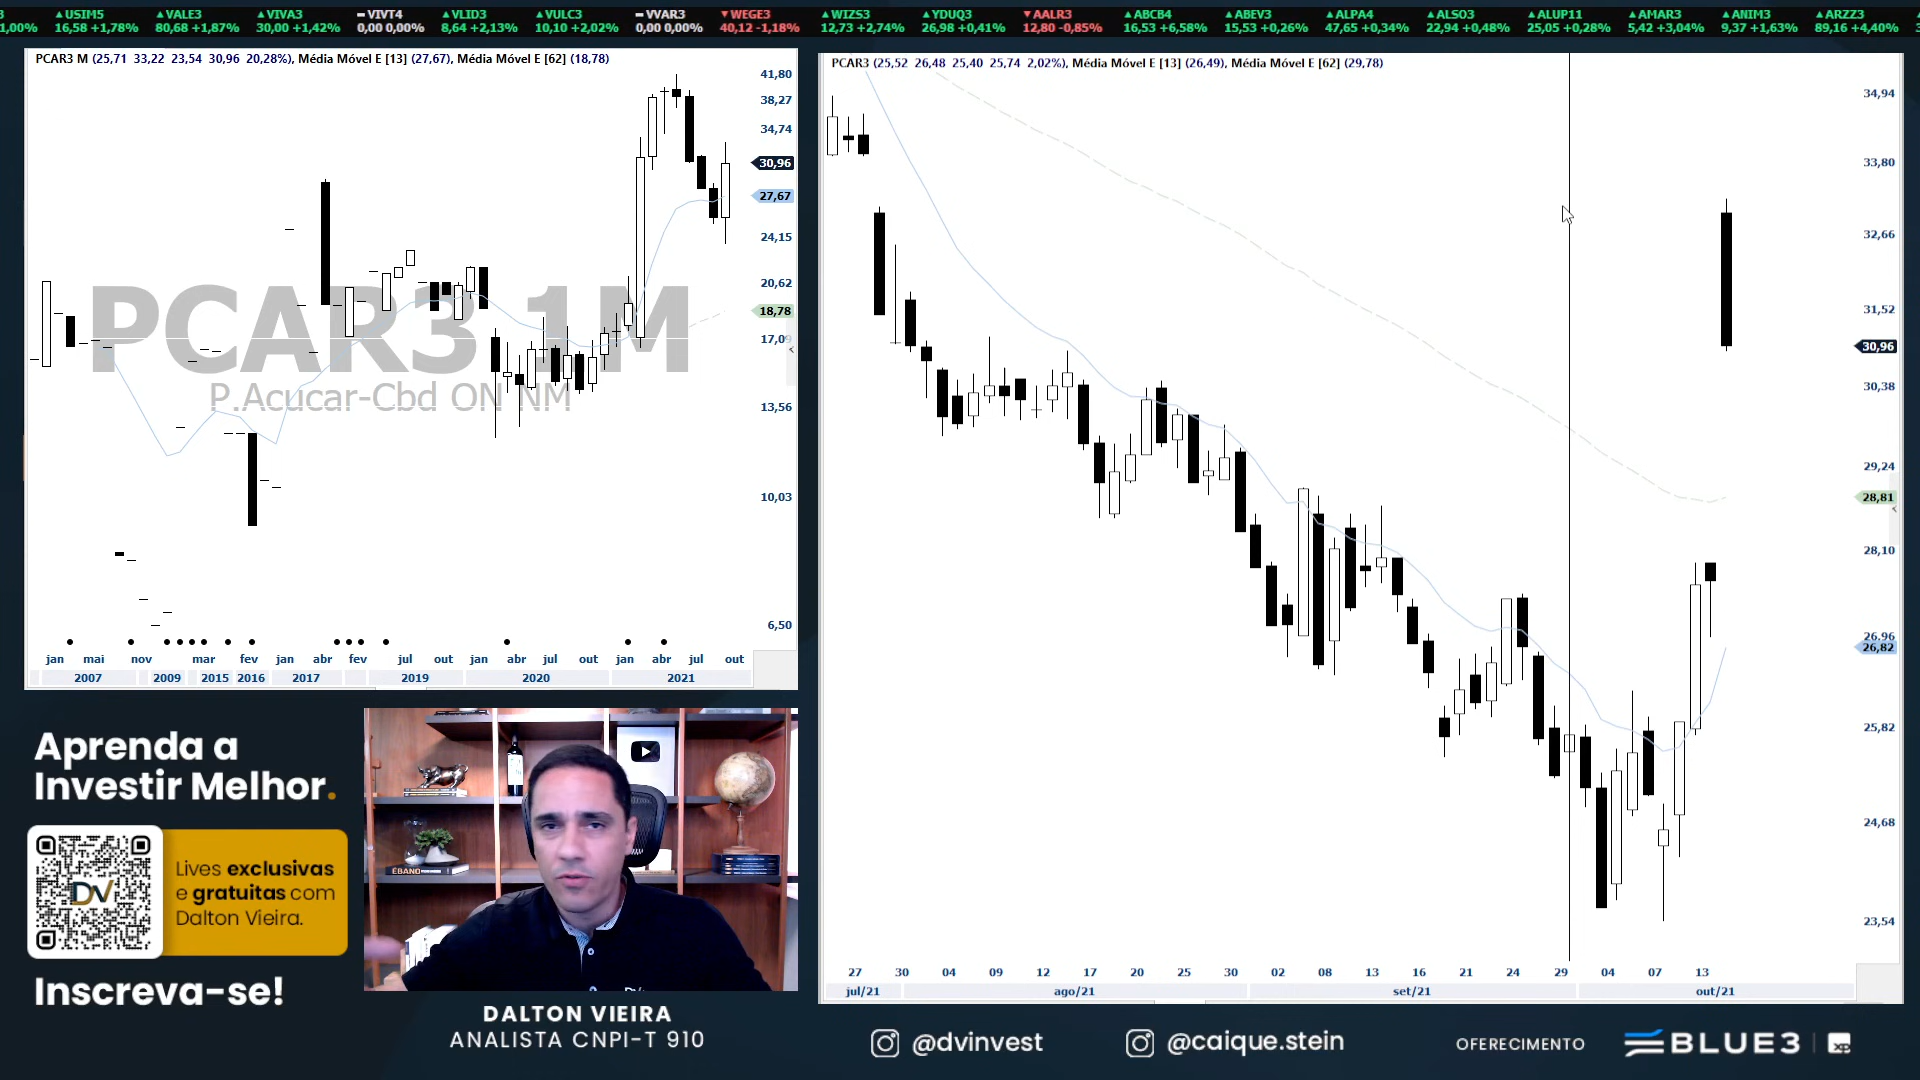 3 ▲USIM5 ▲VALE3 ▲VIVA3 ▬VIVT4 ▲VLID3 ▲VULC3 ▬VVAR3 ▼WEGE3 ▲WIZS3 ▲YDUQ3 ▼AALR3 ▲ABCB4 ▲ABEV3 ▲ALPA4 ▲ALSO3 ▲ALUP11 ▲AMAR3 ▲ANIM3 ▲ARZZ3
1,00% 16,58 +1,78% 80,68 +1,87% 30,00 +1,42% 0,00 0,00% 8,64 +2,13% 10,10 +2,02% 0,00 0,00% 40,12 -1,18% 12,73 +2,74% 26,98 +0,41% 12,80 -0,85% 16,53 +6,58% 15,53 +0,26% 47,65 +0,34% 22,94 +0,48% 25,05 +0,28% 5,42 +3,04% 9,37 +1,63% 89,16 +4,40%
PCAR3 M (25,71 33,22 23,54 30,96 20,28%), Média Móvel E [13] (27,67), Média Móvel E [62] (18,78)
41,80
38,27
34,74
30,96
27,67
24,15
20,62
18,78
17,09
13,56
10,03
6,50
PCAR3 1M
P.Acucar-Cbd ON NM
jan mai nov mar fev jan abr fev jul out jan abr jul out jan abr jul out
2007 2009 2015 2016 2017 2019 2020 2021
PCAR3 (25,52 26,48 25,40 25,74 2,02%), Média Móvel E [13] (26,49), Média Móvel E [62] (29,78)
34,94
33,80
32,66
31,52
30,96
30,38
29,24
28,81
28,10
26,96
26,82
25,82
24,68
23,54
27 30 04 09 12 17 20 25 30 02 08 13 16 21 24 29 04 07 13
jul/21 ago/21 set/21 out/21
Aprenda a
Investir Melhor.
DV
Lives exclusivas
e gratuitas com
Dalton Vieira.
Inscreva-se!
ÉBANO
DALTON VIEIRA
ANALISTA CNPI-T 910
@dvinvest
@caique.stein
OFERECIMENTO
BLUE3
xp